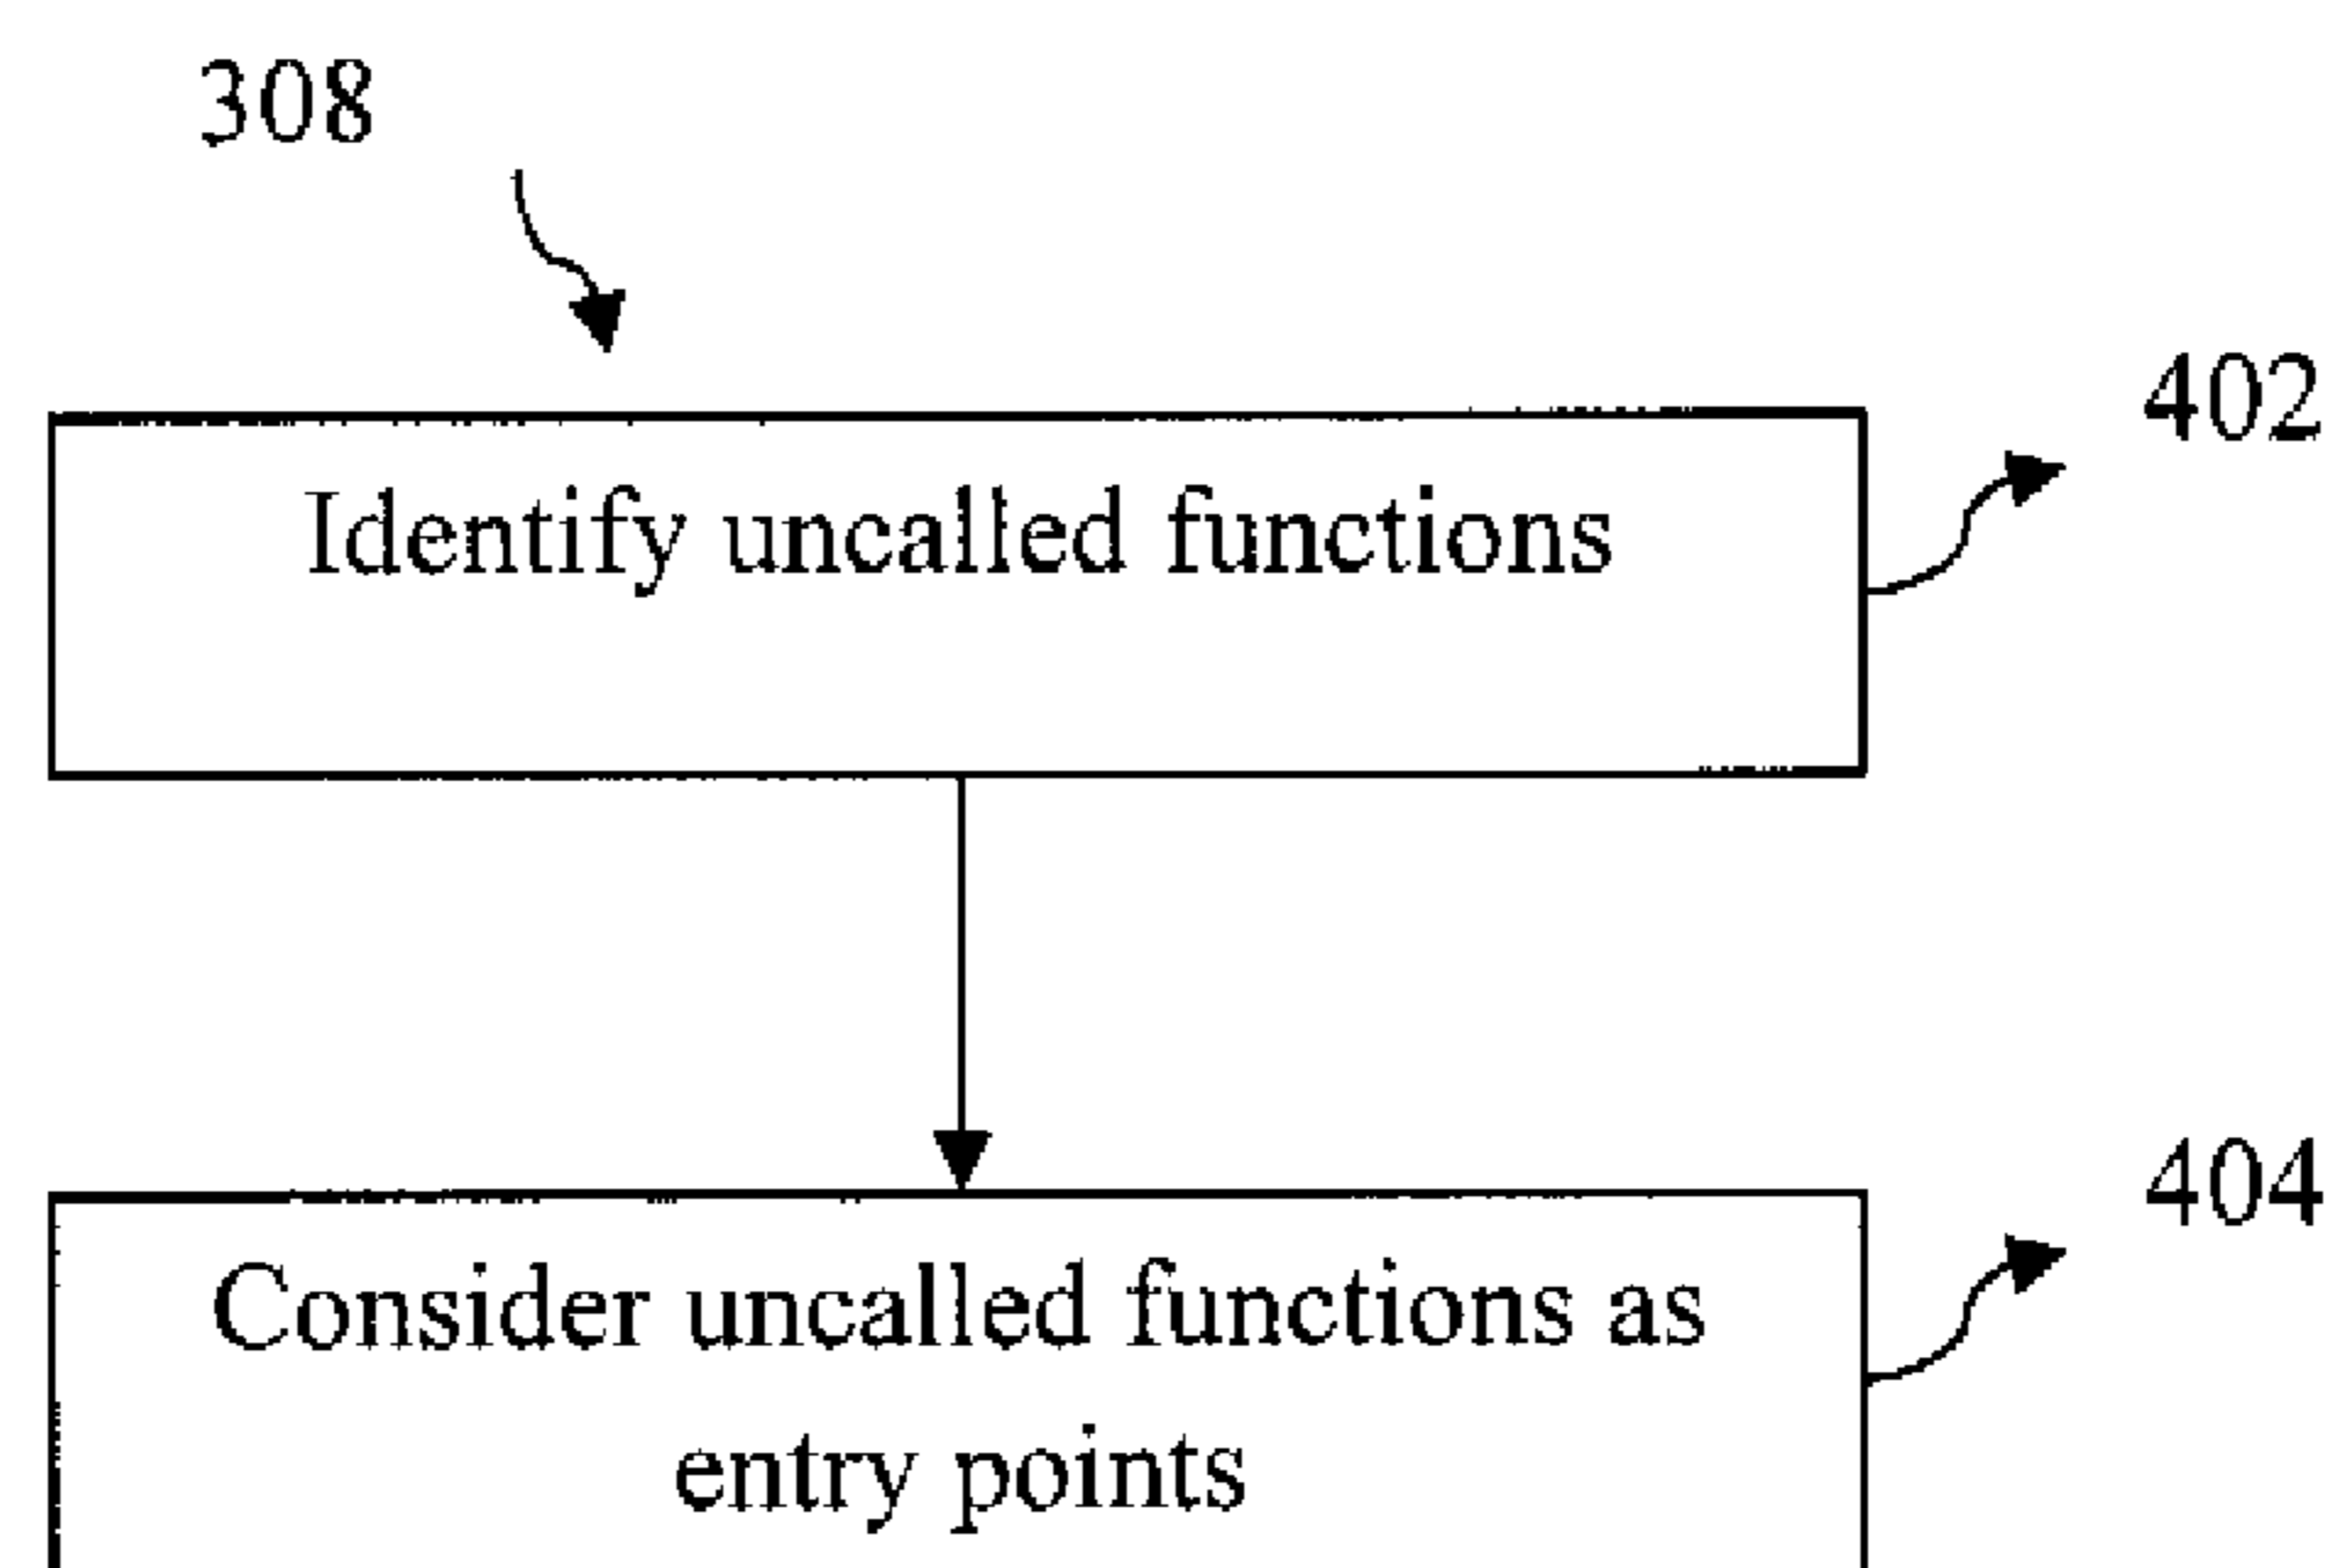 308
402
Identify uncalled functions
404
Consider uncalled functions as
entry points